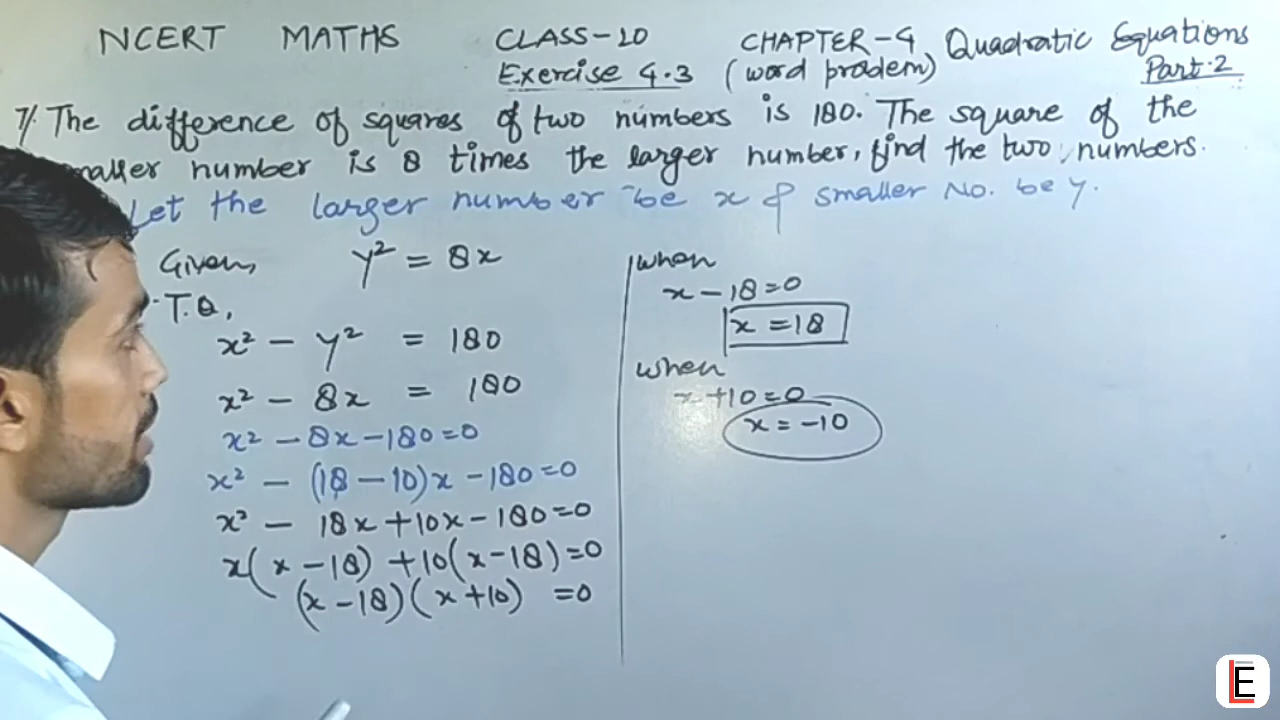 NCERT MATHS CLASS-10 CHAPTER-4 Quadratic Equations
Exercise 4.3 (word problem) Part.2
7/. The difference of squares of two numbers is 180. The square of the
smaller number is 8 times the larger number, find the two numbers.
Let the larger number be x & smaller No. be y.
Given, y² = 8x
T.Q,
x² - y² = 180
x² - 8x = 180
x² - 8x - 180 = 0
x² - (18 - 10)x - 180 = 0
x² - 18x + 10x - 180 = 0
x(x - 18) + 10(x - 18) = 0
(x - 18)(x + 10) = 0
when
x - 18 = 0
x = 18
when
x + 10 = 0
x = -10
LE